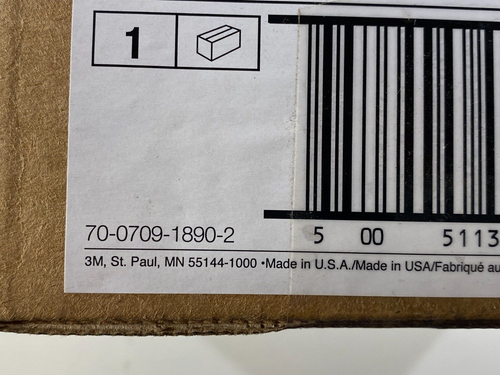 1
70-0709-1890-2
5 00 5113
3M, St. Paul, MN 55144-1000 •Made in U.S.A./Made in USA/Fabriqué au